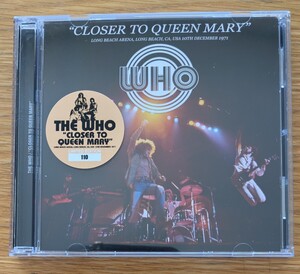 "CLOSER TO QUEEN MARY"
LONG BEACH ARENA, LONG BEACH, CA, USA 10TH DECEMBER 1971
WHO
THE WHO
"CLOSER TO
QUEEN MARY"
110
THE WHO "CLOSER TO QUEEN MARY"